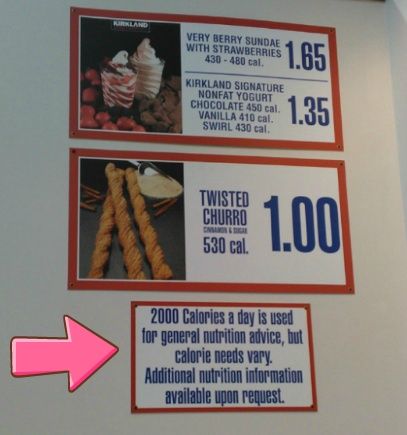 KIRKLAND
VERY BERRY SUNDAE
WITH STRAWBERRIES
430 - 480 cal.
1.65
KIRKLAND SIGNATURE
NONFAT YOGURT
CHOCOLATE 450 cal.
VANILLA 410 cal.
SWIRL 430 cal.
1.35
TWISTED
CHURRO
CINNAMON & SUGAR
530 cal.
1.00
2000 Calories a day is used
for general nutrition advice, but
calorie needs vary.
Additional nutrition information
available upon request.